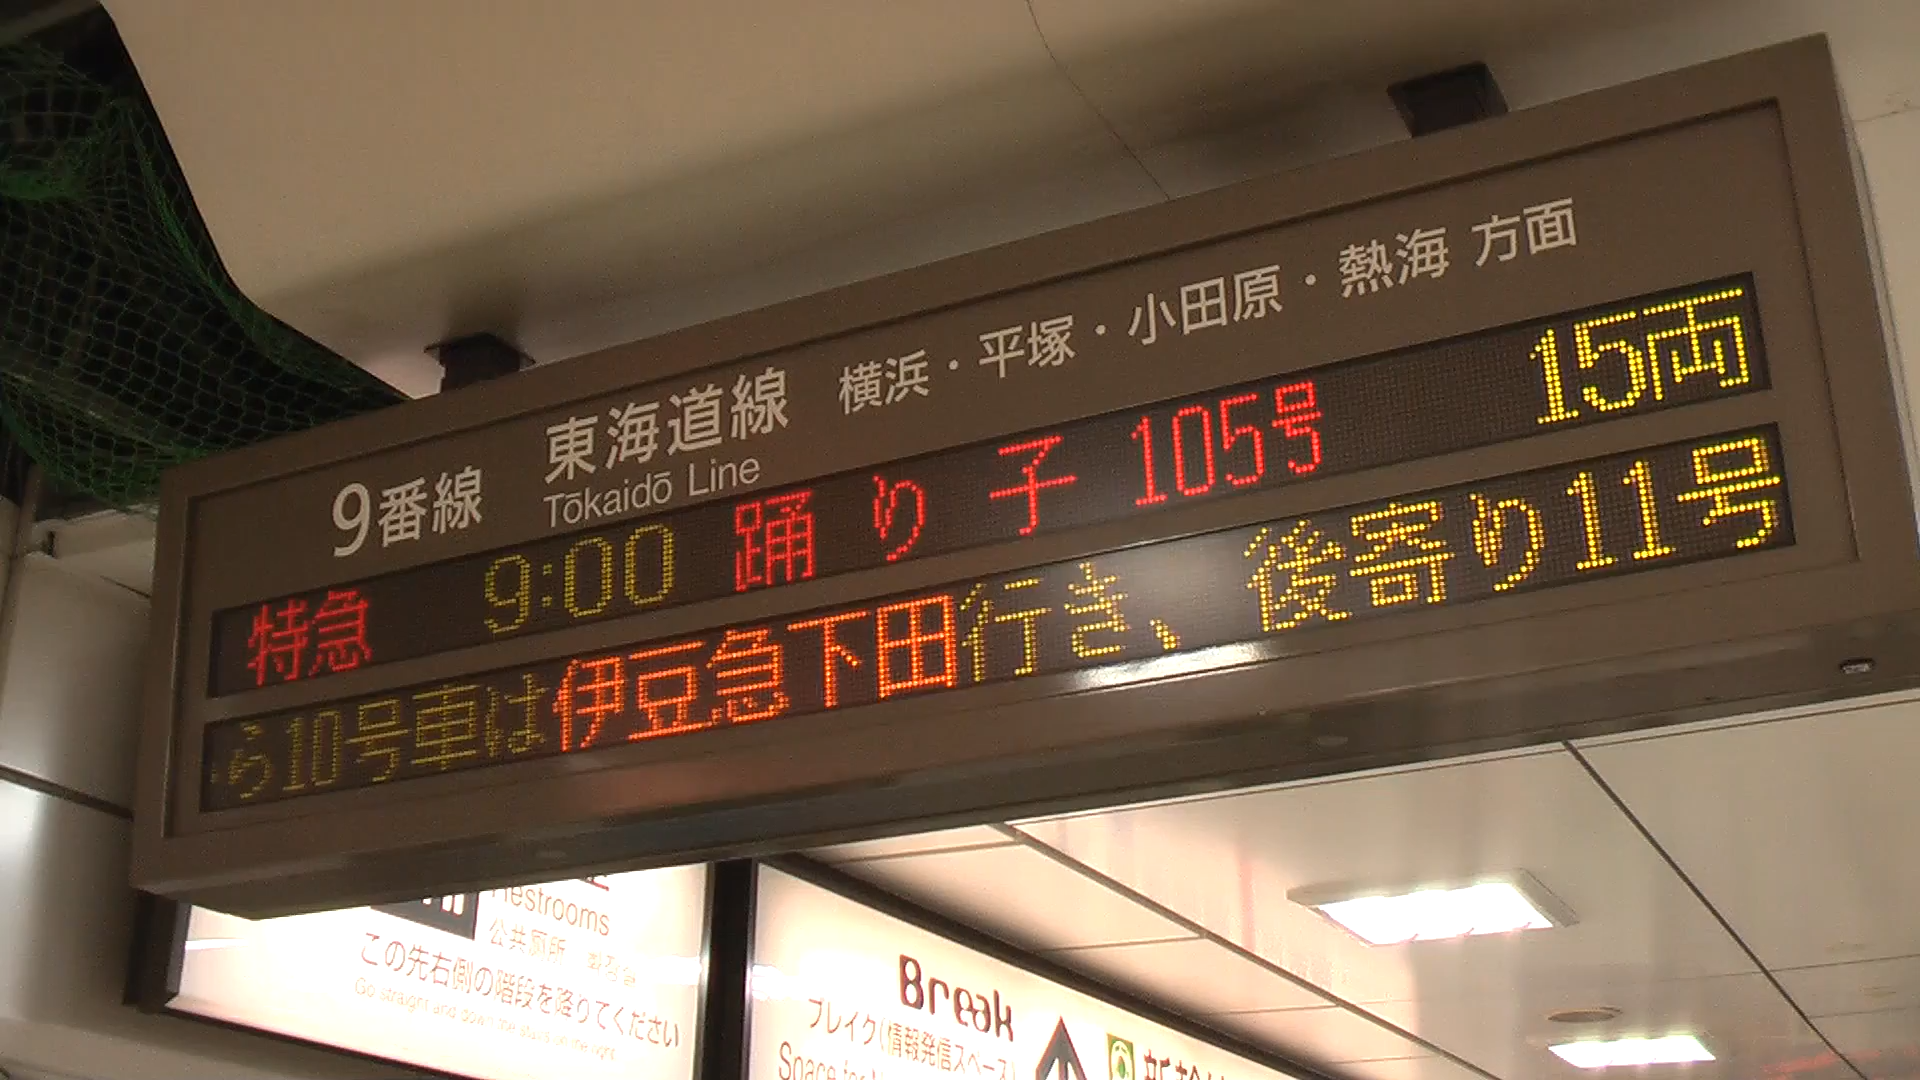 9番線 東海道線 横浜・平塚・小田原・熱海 方面
Tōkaidō Line
特急 9:00 踊り子 105号 15両
ら10号車は伊豆急下田行き、後寄り11号
Restrooms
公共厕所
この先右側の階段を降りてください
Go straight and down the stairs on the right
Break
ブレイク(情報発信スペース)
Space for